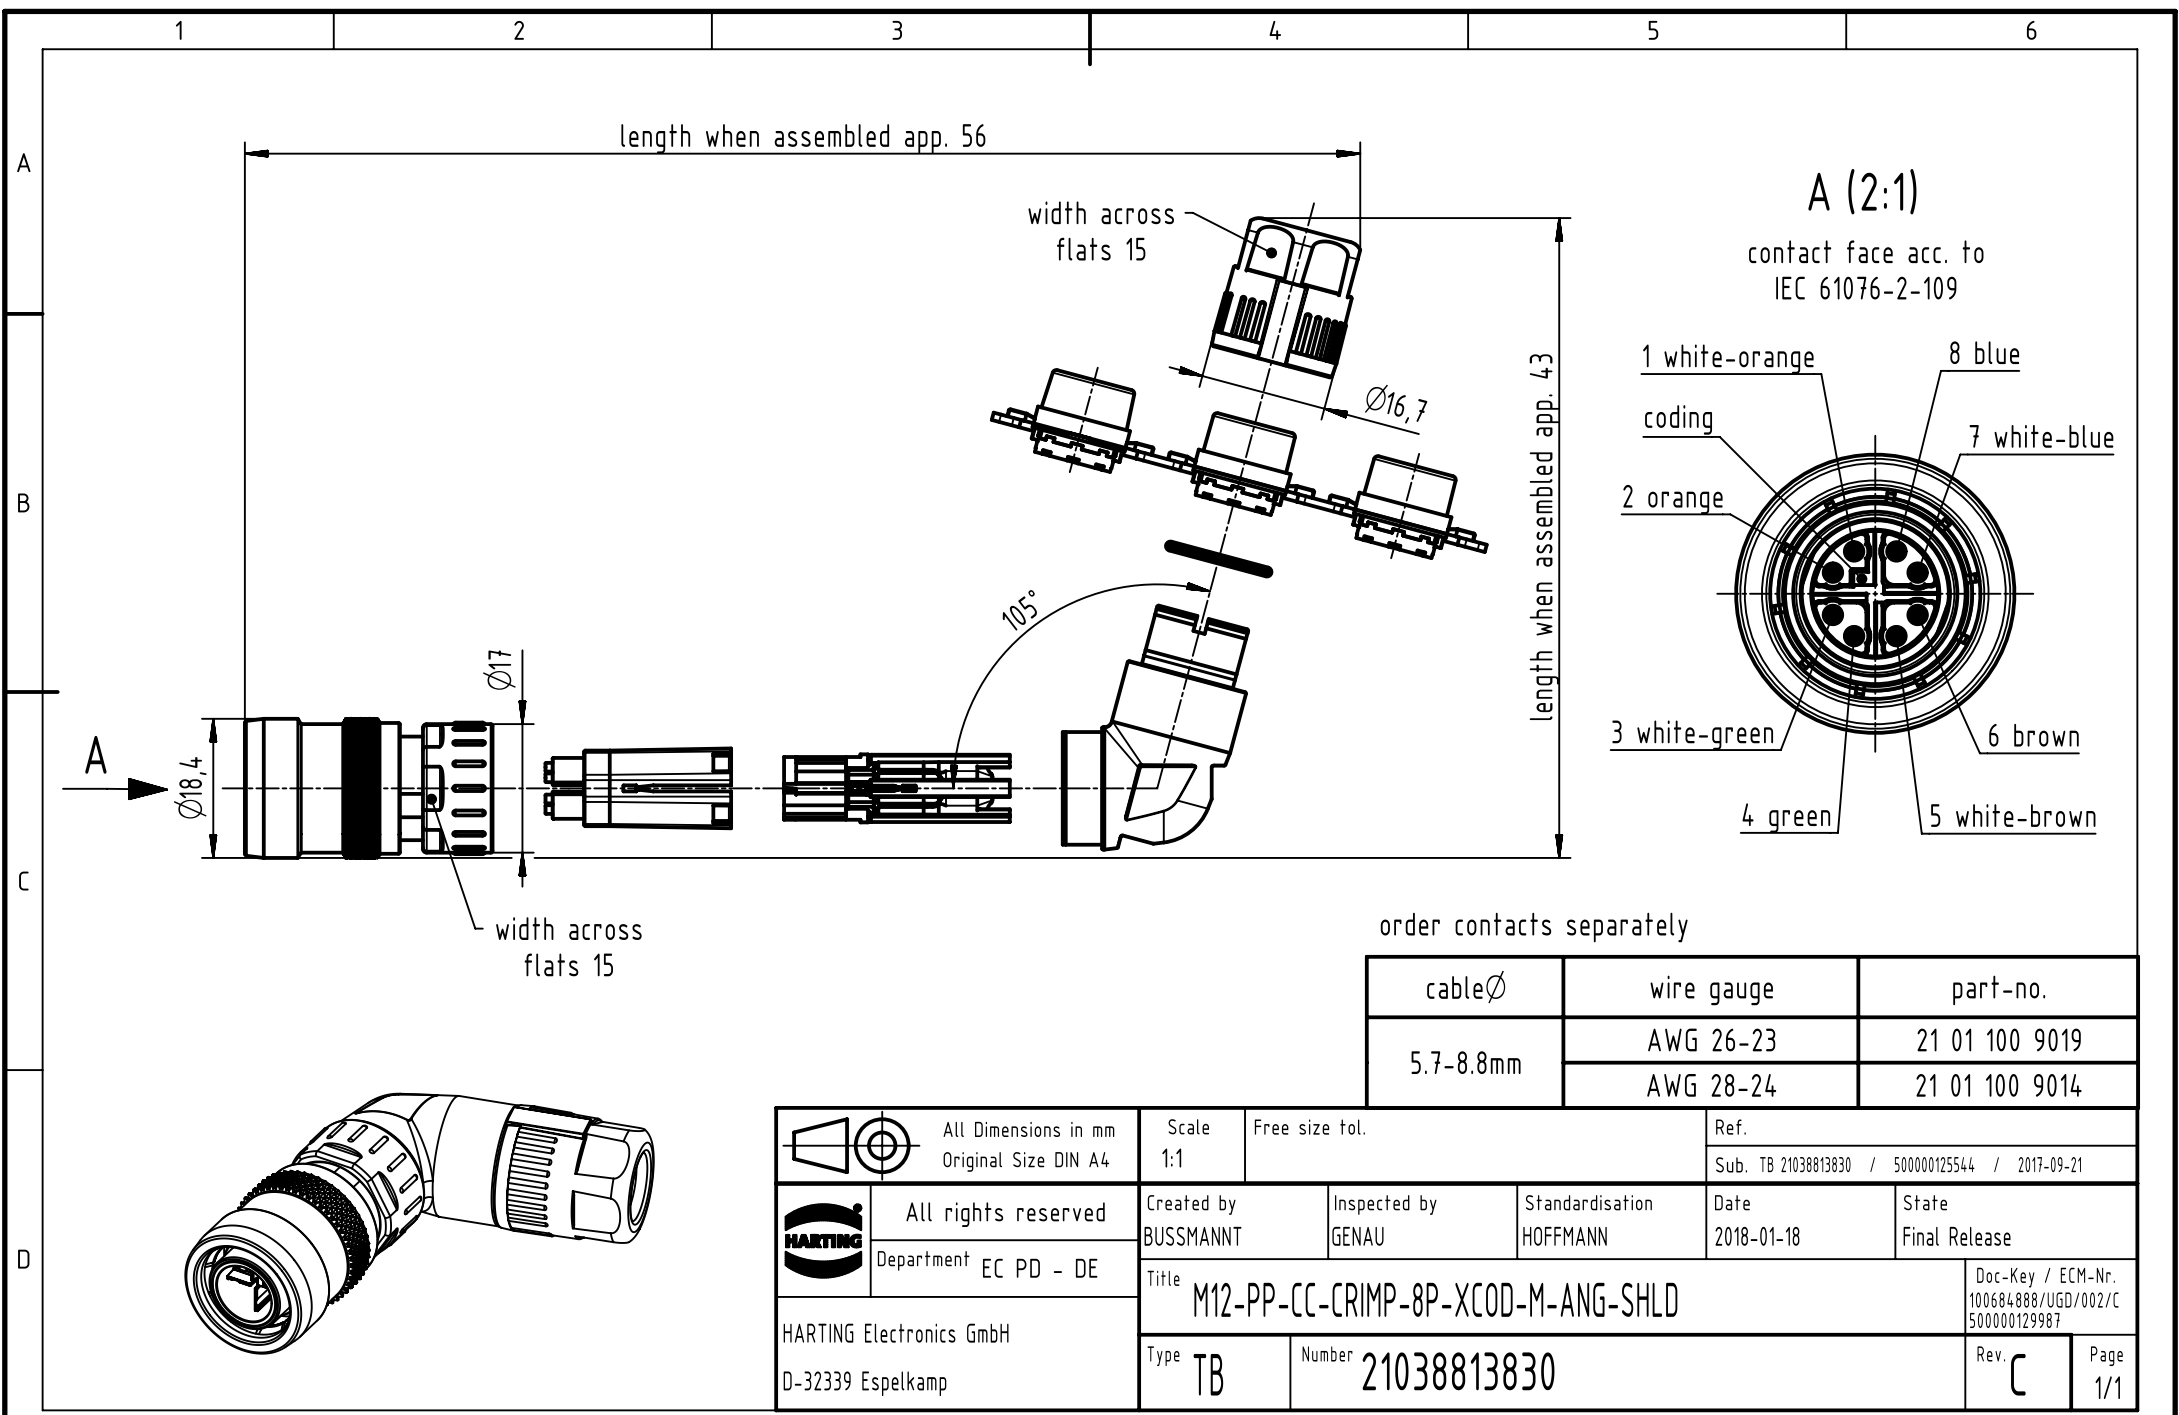 1 2 3 4 5 6
A
B
C
D
length when assembled app. 56
width across
flats 15
Ø16,7
length when assembled app. 43
105°
Ø17
Ø18,4
A
width across
flats 15
A (2:1)
contact face acc. to
IEC 61076-2-109
1 white-orange
8 blue
coding
7 white-blue
2 orange
3 white-green
6 brown
4 green
5 white-brown
order contacts separately
cableØ wire gauge part-no.
5.7-8.8mm
AWG 26-23 21 01 100 9019
AWG 28-24 21 01 100 9014
All Dimensions in mm
Original Size DIN A4
Scale
1:1
Free size tol.
Ref.
Sub. TB 21038813830 / 500000125544 / 2017-09-21
HARTING
All rights reserved
Department EC PD - DE
HARTING Electronics GmbH
D-32339 Espelkamp
Created by
BUSSMANNT
Inspected by
GENAU
Standardisation
HOFFMANN
Date
2018-01-18
State
Final Release
Title M12-PP-CC-CRIMP-8P-XCOD-M-ANG-SHLD
Doc-Key / ECM-Nr.
100684888/UGD/002/C
500000129987
Type TB
Number 21038813830
Rev. C
Page
1/1